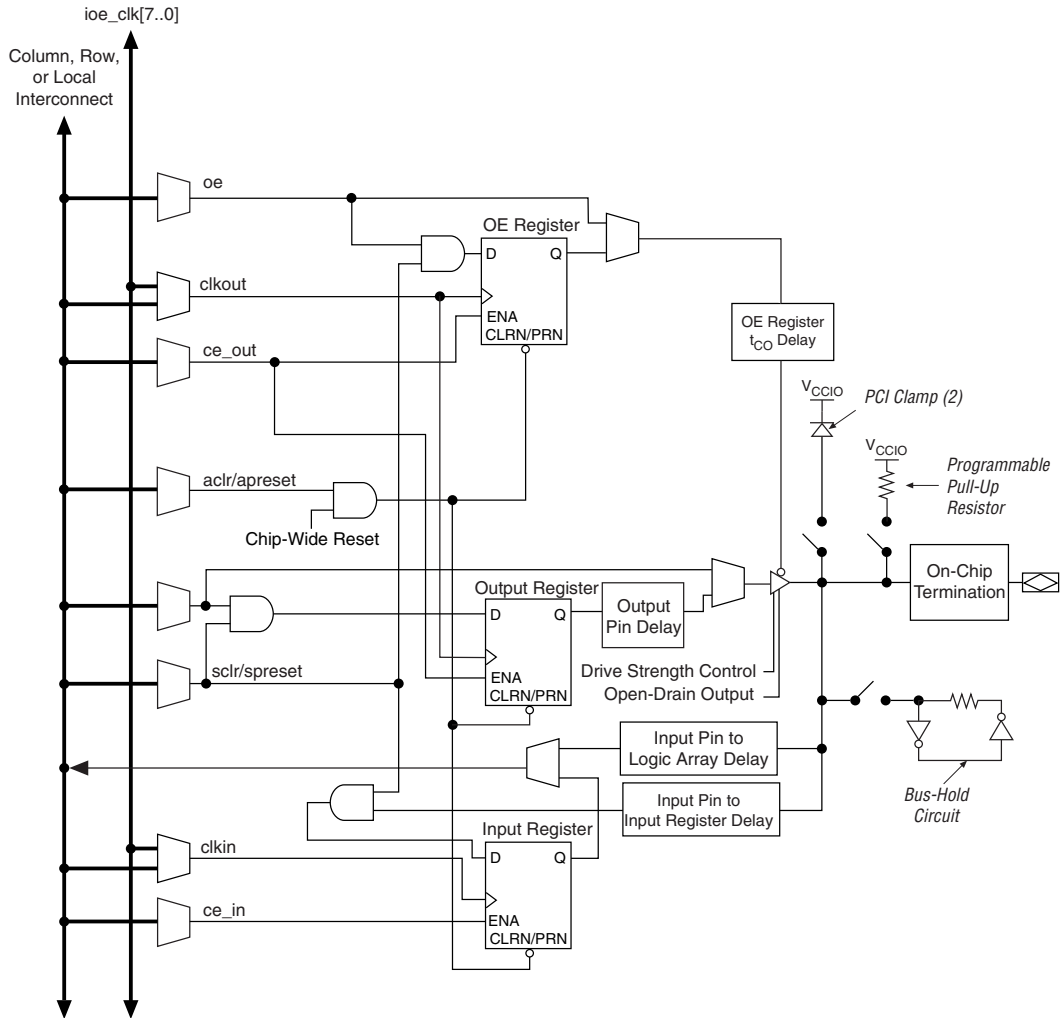 ioe_clk[7..0]
Column, Row,
or Local
Interconnect
oe
OE Register
D
Q
clkout
ENA
CLRN/PRN
OE Register
tCO Delay
ce_out
VCCIO
PCI Clamp (2)
VCCIO
Programmable
Pull-Up
Resistor
aclr/apreset
Chip-Wide Reset
On-Chip
Termination
Output Register
D
Q
Output
Pin Delay
ENA
CLRN/PRN
sclr/spreset
Drive Strength Control
Open-Drain Output
Input Pin to
Logic Array Delay
Input Pin to
Input Register Delay
Bus-Hold
Circuit
Input Register
D
Q
clkin
ENA
CLRN/PRN
ce_in